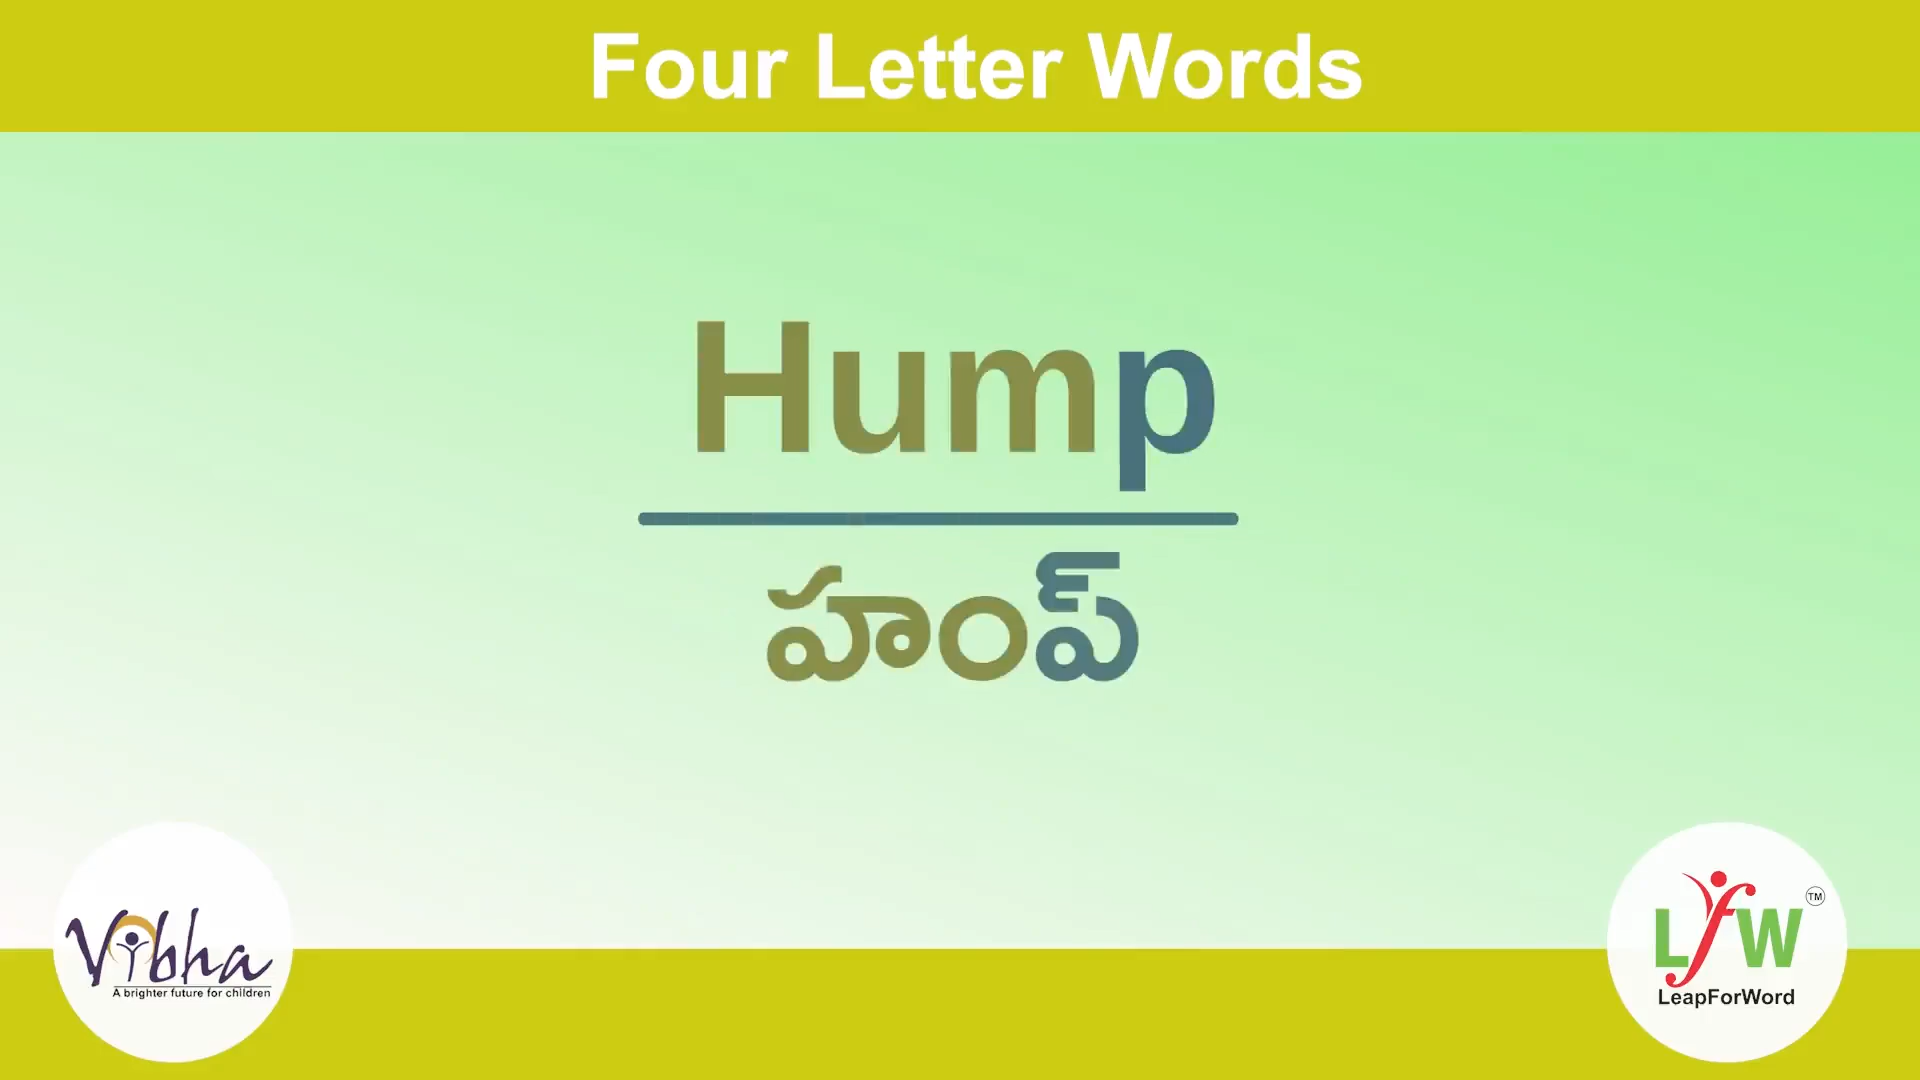 Four Letter Words
Hump
హంప్
Vibha
A brighter future for children
LfW TM
LeapForWord